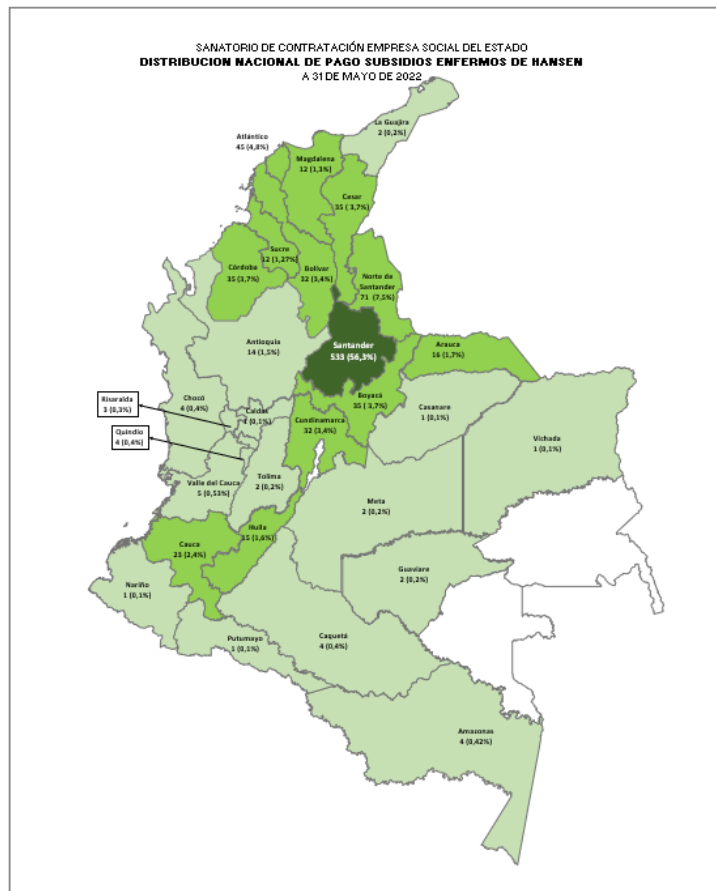 SANATORIO DE CONTRATACIÓN EMPRESA SOCIAL DEL ESTADO
DISTRIBUCION NACIONAL DE PAGO SUBSIDIOS ENFERMOS DE HANSEN
A 31 DE MAYO DE 2022
La Guajira
2 (0,2%)
Atlántico
45 (4,8%)
Magdalena
12 (1,3%)
Cesar
35 ( 3,7%)
Sucre
12 (1,27%)
Córdoba
35 (3,7%)
Bolívar
32 (3,4%)
Norte de
Santander
71 (7,5%)
Santander
533 (56,3%)
Antioquia
14 (1,5%)
Arauca
16 (1,7%)
Boyacá
35 ( 3,7%)
Casanare
1 (0,1%)
Risaralda
3 (0,3%)
Chocó
4 (0,4%)
Caldas
1 (0,1%)
Cundinamarca
32 (3,4%)
Quindío
4 (0,4%)
Vichada
1 (0,1%)
Valle del Cauca
5 (0,53%)
Tolima
2 (0,2%)
Meta
2 (0,2%)
Huila
15 (1,6%)
Cauca
23 (2,4%)
Guaviare
2 (0,2%)
Nariño
1 (0,1%)
Putumayo
1 (0,1%)
Caquetá
4 (0,4%)
Amazonas
4 (0,42%)